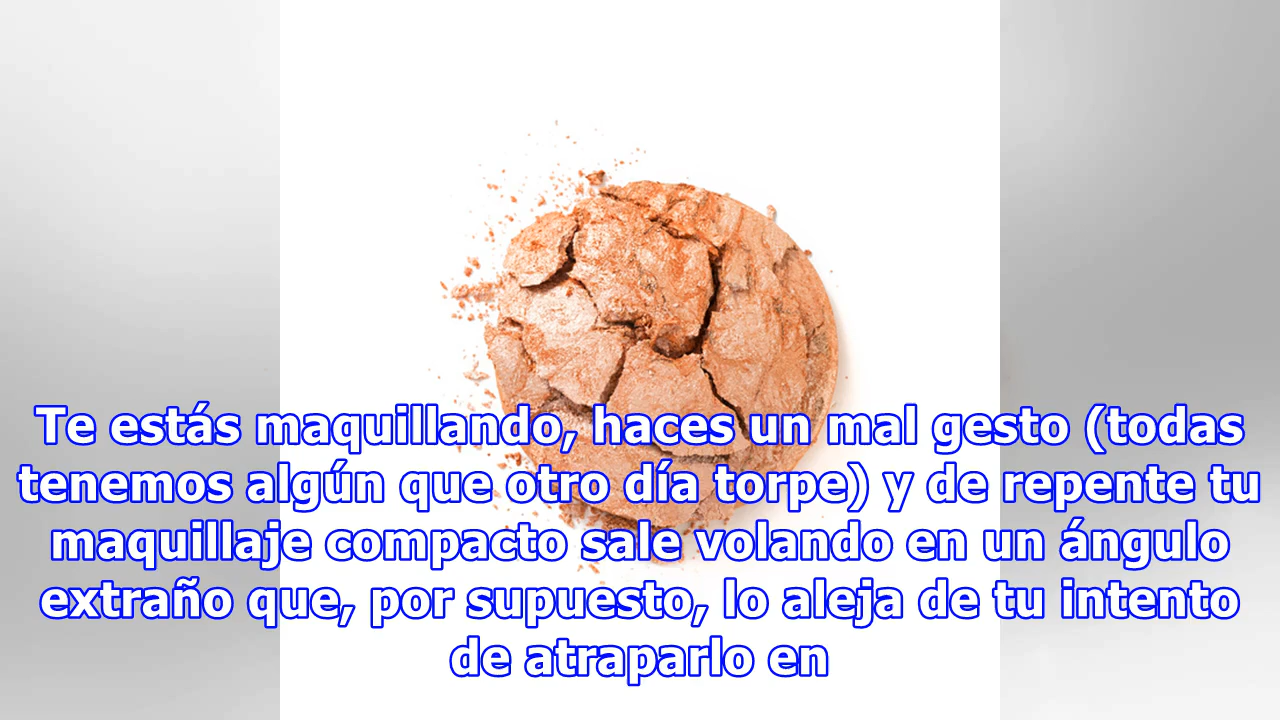 Te estás maquillando, haces un mal gesto (todas
tenemos algún que otro día torpe) y de repente tu
maquillaje compacto sale volando en un ángulo
extraño que, por supuesto, lo aleja de tu intento
de atraparlo en